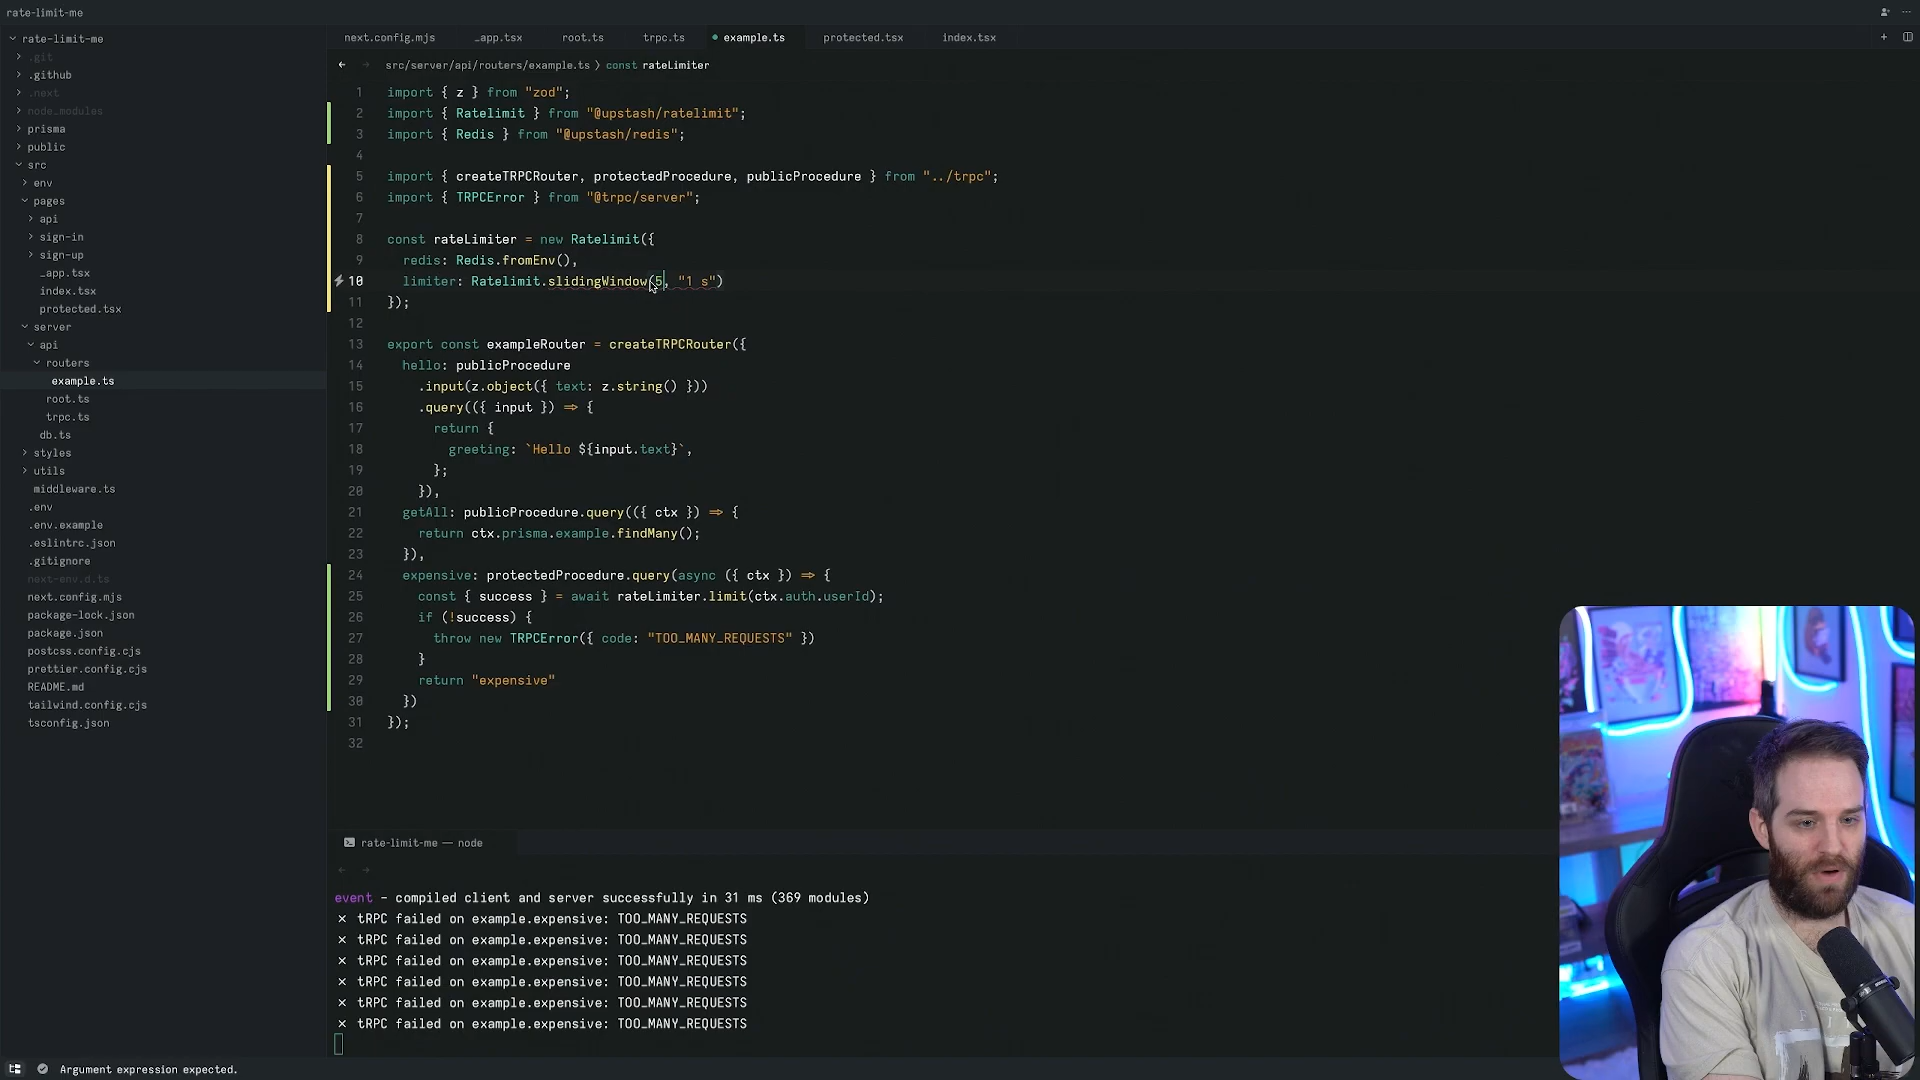 rate-limit-me
rate-limit-me
.git
.github
.next
node_modules
prisma
public
src
env
pages
api
sign-in
sign-up
_app.tsx
index.tsx
protected.tsx
server
api
routers
example.ts
root.ts
trpc.ts
db.ts
styles
utils
middleware.ts
.env
.env.example
.eslintrc.json
.gitignore
next-env.d.ts
next.config.mjs
package-lock.json
package.json
postcss.config.cjs
prettier.config.cjs
README.md
tailwind.config.cjs
tsconfig.json
next.config.mjs _app.tsx root.ts trpc.ts example.ts protected.tsx index.tsx
src/server/api/routers/example.ts 〉 const rateLimiter
1 import { z } from "zod";
2 import { Ratelimit } from "@upstash/ratelimit";
3 import { Redis } from "@upstash/redis";
4
5 import { createTRPCRouter, protectedProcedure, publicProcedure } from "../trpc";
6 import { TRPCError } from "@trpc/server";
7
8 const rateLimiter = new Ratelimit({
9 redis: Redis.fromEnv(),
10 limiter: Ratelimit.slidingWindow(5, "1 s")
11 });
12
13 export const exampleRouter = createTRPCRouter({
14 hello: publicProcedure
15 .input(z.object({ text: z.string() }))
16 .query(({ input }) => {
17 return {
18 greeting: `Hello ${input.text}`,
19 };
20 }),
21 getAll: publicProcedure.query(({ ctx }) => {
22 return ctx.prisma.example.findMany();
23 }),
24 expensive: protectedProcedure.query(async ({ ctx }) => {
25 const { success } = await rateLimiter.limit(ctx.auth.userId);
26 if (!success) {
27 throw new TRPCError({ code: "TOO_MANY_REQUESTS" })
28 }
29 return "expensive"
30 })
31 });
32
rate-limit-me — node
event - compiled client and server successfully in 31 ms (369 modules)
× tRPC failed on example.expensive: TOO_MANY_REQUESTS
× tRPC failed on example.expensive: TOO_MANY_REQUESTS
× tRPC failed on example.expensive: TOO_MANY_REQUESTS
× tRPC failed on example.expensive: TOO_MANY_REQUESTS
× tRPC failed on example.expensive: TOO_MANY_REQUESTS
× tRPC failed on example.expensive: TOO_MANY_REQUESTS
Argument expression expected.